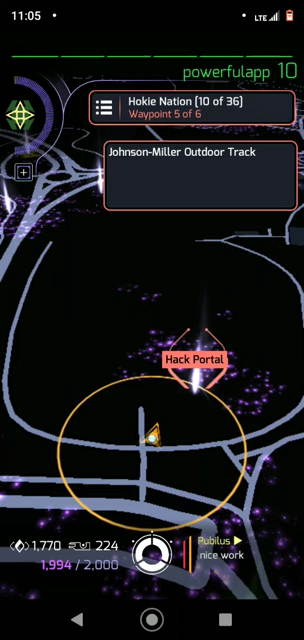 11:05
LTE
powerfulapp 10
Hokie Nation [10 of 36]
Waypoint 5 of 6
Johnson-Miller Outdoor Track
Hack Portal
1,770 224
1,994 / 2,000
Pubilus
nice work